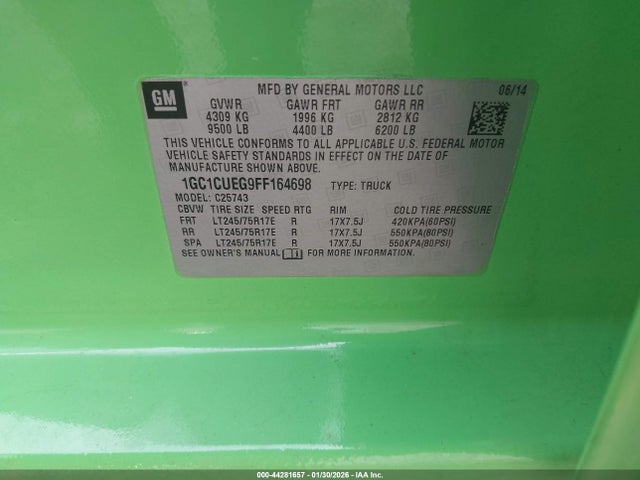 GM
MFD BY GENERAL MOTORS LLC 06/14
GVWR GAWR FRT GAWR RR
4309 KG 1996 KG 2812 KG
9500 LB 4400 LB 6200 LB
THIS VEHICLE CONFORMS TO ALL APPLICABLE U.S. FEDERAL MOTOR
VEHICLE SAFETY STANDARDS IN EFFECT ON THE DATE OF
MANUFACTURE SHOWN ABOVE.
1GC1CUEG9FF164698 TYPE: TRUCK
MODEL: C25743
CBVW TIRE SIZE SPEED RTG RIM COLD TIRE PRESSURE
FRT LT245/75R17E R 17X7.5J 420KPA(60PSI)
RR LT245/75R17E R 17X7.5J 550KPA(80PSI)
SPA LT245/75R17E R 17X7.5J 550KPA(80PSI)
SEE OWNER'S MANUAL FOR MORE INFORMATION.
000-44281657 - 01/30/2026 - IAA Inc.